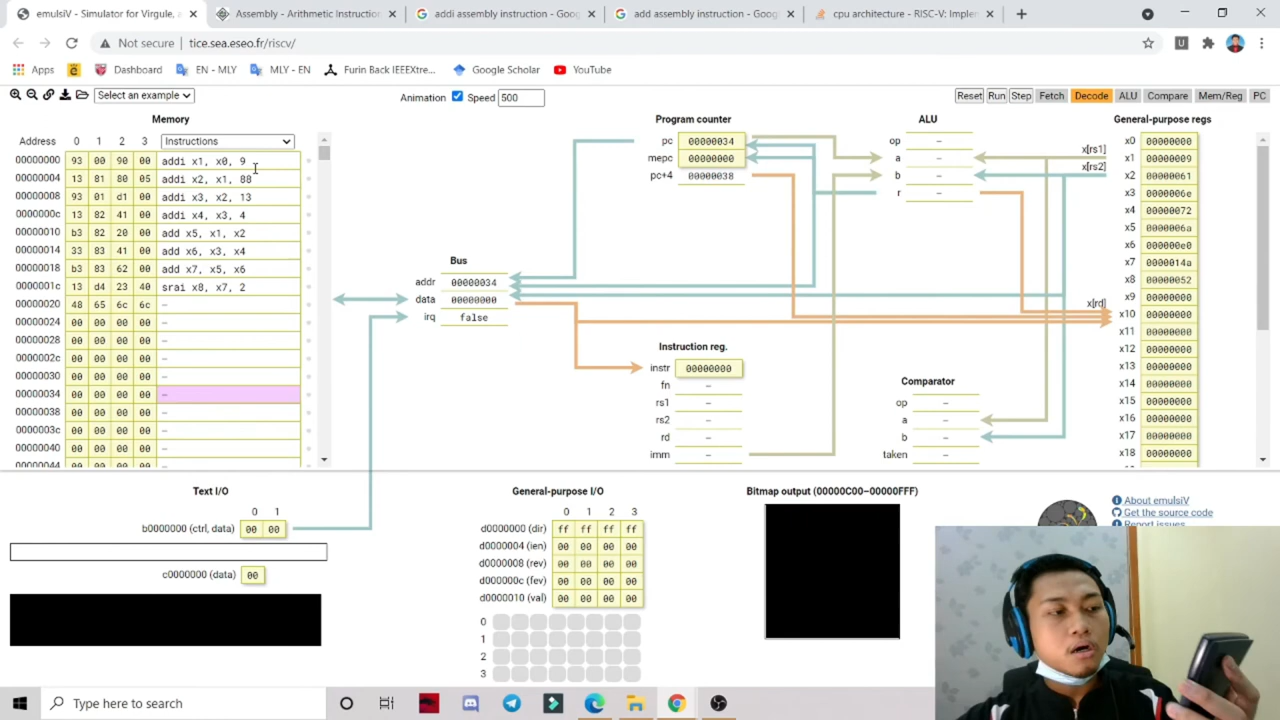 emulsiV - Simulator for Virgule,
Assembly - Arithmetic Instruction
addi assembly instruction - Goog
add assembly instruction - Goog
cpu architecture - RISC-V: Implem
Not secure | tice.sea.eseo.fr/riscv/
Apps Dashboard EN - MLY MLY - EN Furin Back IEEEXtre... Google Scholar YouTube
Select an example Animation Speed 500 Reset Run Step Fetch Decode ALU Compare Mem/Reg PC
Memory
Address 0 1 2 3 Instructions
00000000 93 00 90 00 addi x1, x0, 9
00000004 13 81 80 05 addi x2, x1, 88
00000008 93 01 d1 00 addi x3, x2, 13
0000000c 13 82 41 00 addi x4, x3, 4
00000010 b3 82 20 00 add x5, x1, x2
00000014 33 83 41 00 add x6, x3, x4
00000018 b3 83 62 00 add x7, x5, x6
0000001c 13 d4 23 40 srai x8, x7, 2
00000020 48 65 6c 6c –
00000024 00 00 00 00 –
00000028 00 00 00 00 –
0000002c 00 00 00 00 –
00000030 00 00 00 00 –
00000034 00 00 00 00 –
00000038 00 00 00 00 –
0000003c 00 00 00 00 –
00000040 00 00 00 00 –
00000044 00 00 00 00 –
Bus
addr 00000034
data 00000000
irq false
Program counter
pc 00000034
mepc 00000000
pc+4 00000038
Instruction reg.
instr 00000000
fn –
rs1 –
rs2 –
rd –
imm –
ALU
op –
a –
b –
r –
Comparator
op –
a –
b –
taken –
General-purpose regs
x[rs1]
x[rs2]
x[rd]
x0 00000000
x1 00000009
x2 00000061
x3 0000006e
x4 00000072
x5 0000006a
x6 000000e0
x7 0000014a
x8 00000052
x9 00000000
x10 00000000
x11 00000000
x12 00000000
x13 00000000
x14 00000000
x15 00000000
x16 00000000
x17 00000000
x18 00000000
Text I/O
0 1
b0000000 (ctrl, data) 00 00
c0000000 (data) 00
General-purpose I/O
0 1 2 3
d0000000 (dir) ff ff ff ff
d0000004 (ien) 00 00 00 00
d0000008 (rev) 00 00 00 00
d000000c (fev) 00 00 00 00
d0000010 (val) 00 00 00 00
0
1
2
3
Bitmap output (00000C00–00000FFF)
About emulsiV
Get the source code
Report issues
Type here to search